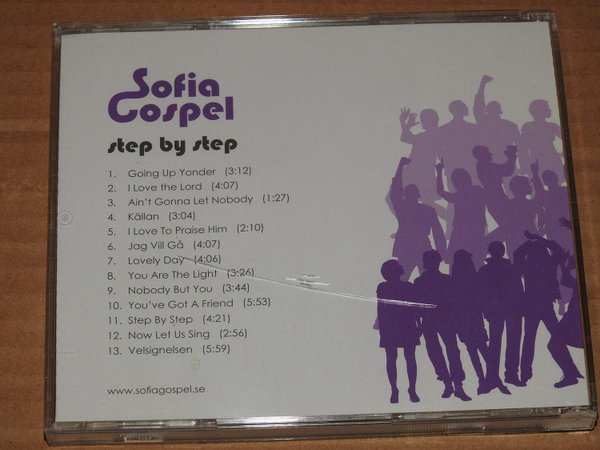 Sofia
Gospel
step by step
1. Going Up Yonder (3:12)
2. I Love the Lord (4:07)
3. Ain't Gonna Let Nobody (1:27)
4. Källan (3:04)
5. I Love To Praise Him (2:10)
6. Jag Vill Gå (4:07)
7. Lovely Day (4:06)
8. You Are The Light (3:26)
9. Nobody But You (3:44)
10. You've Got A Friend (5:53)
11. Step By Step (4:21)
12. Now Let Us Sing (2:56)
13. Velsignelsen (5:59)
www.sofiagospel.se